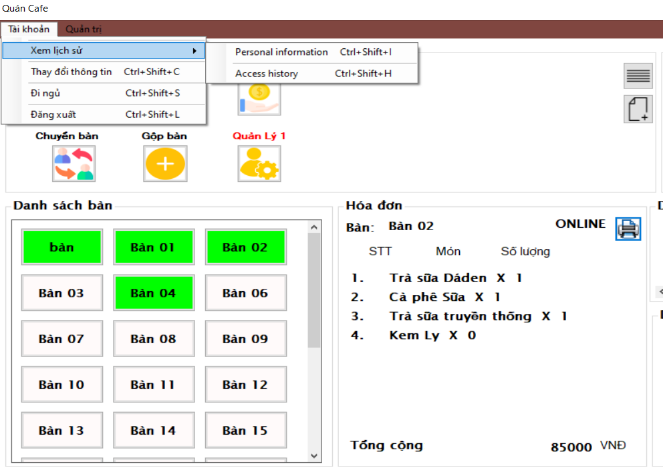 Quán Cafe
Tài khoản Quản trị
Xem lịch sử
Personal information Ctrl+Shift+I
Thay đổi thông tin Ctrl+Shift+C
Access history Ctrl+Shift+H
Đi ngủ Ctrl+Shift+S
Đăng xuất Ctrl+Shift+L
Chuyển bàn Gộp bàn Quản Lý 1
Danh sách bàn
bàn Bàn 01 Bàn 02
Bàn 03 Bàn 04 Bàn 06
Bàn 07 Bàn 08 Bàn 09
Bàn 10 Bàn 11 Bàn 12
Bàn 13 Bàn 14 Bàn 15
Hóa đơn
Bàn: Bàn 02 ONLINE
STT Món Số lượng
1. Trà sữa Dáden X 1
2. Cà phê Sữa X 1
3. Trà sữa truyền thống X 1
4. Kem Ly X 0
Tổng cộng 85000 VNĐ